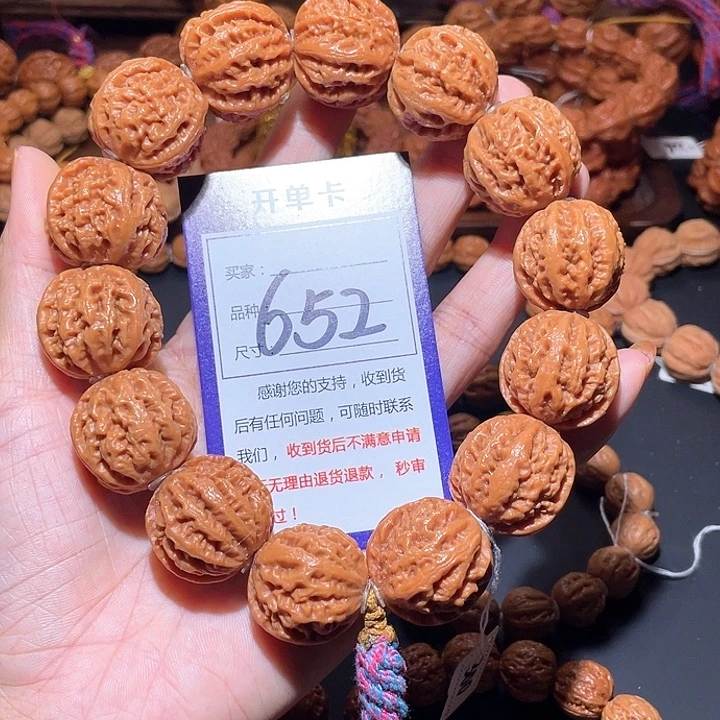 开单卡
买家：
品种
652
尺寸
感谢您的支持，收到货
后有任何问题，可随时联系
我们，收到货后不满意申请
无理由退货退款，秒审
过！